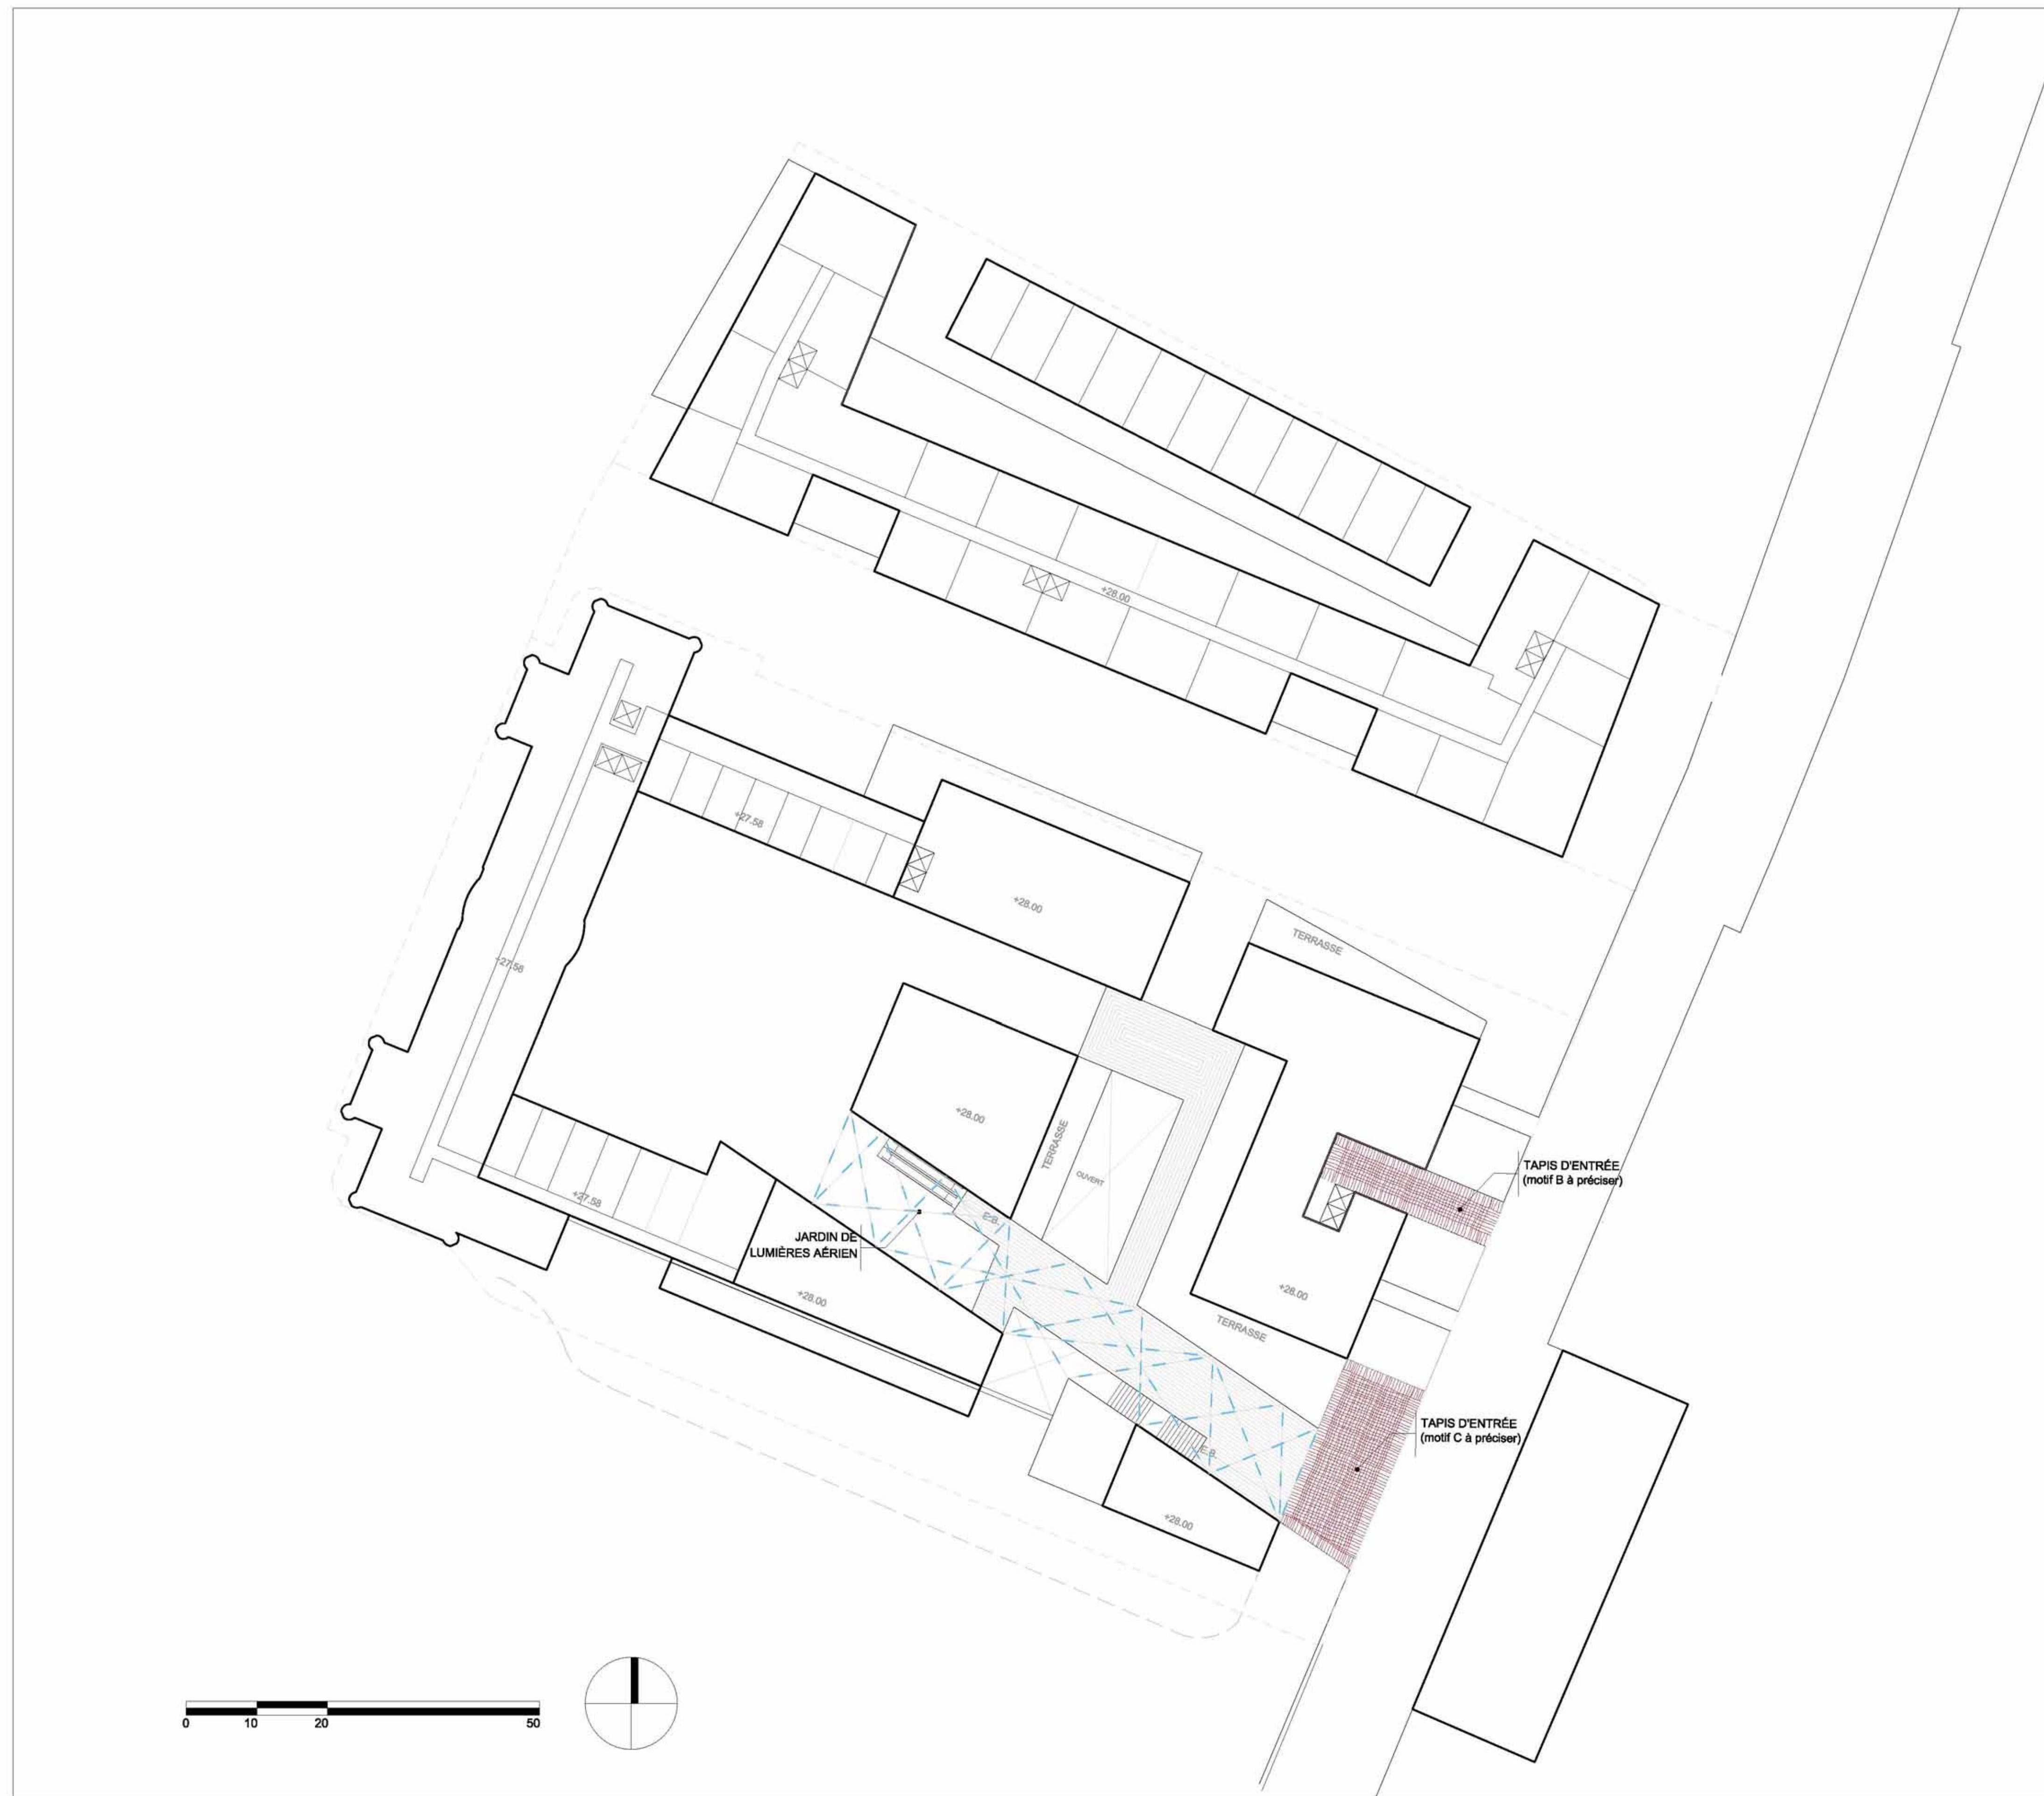 +28.00
+27.58
+28.00
TERRASSE
+27.58
+28.00
TERRASSE
OUVERT
TAPIS D'ENTRÉE
(motif B à préciser)
+27.58
E.B.
JARDIN DE
LUMIÈRES AÉRIEN
+28.00
+28.00
TERRASSE
TAPIS D'ENTRÉE
(motif C à préciser)
E.B.
+28.00
0 10 20 50